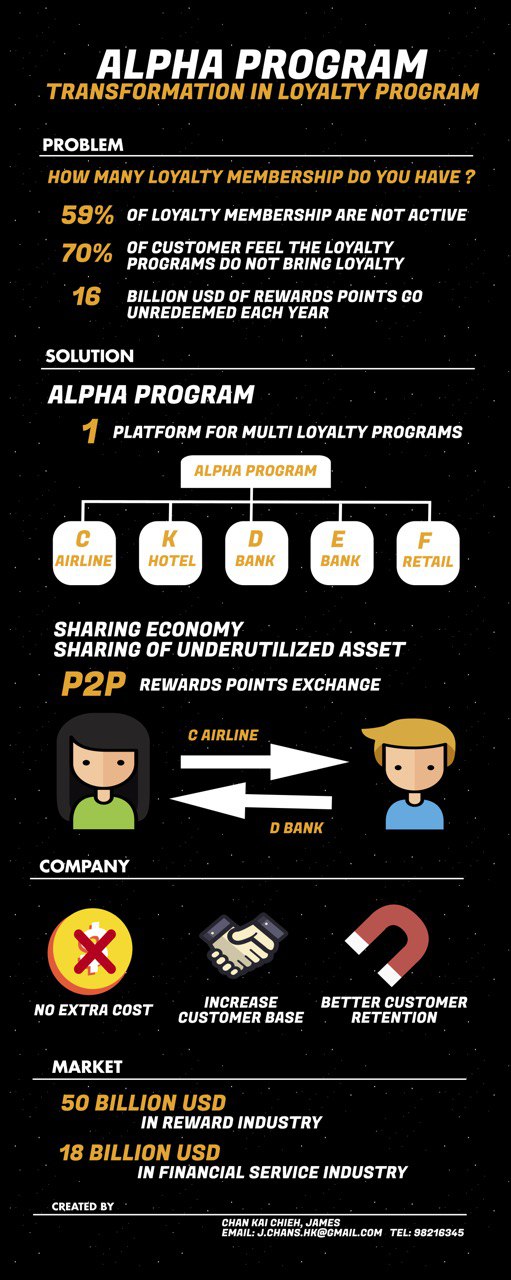 ALPHA PROGRAM
TRANSFORMATION IN LOYALTY PROGRAM
PROBLEM
HOW MANY LOYALTY MEMBERSHIP DO YOU HAVE ?
59% OF LOYALTY MEMBERSHIP ARE NOT ACTIVE
70% OF CUSTOMER FEEL THE LOYALTY
PROGRAMS DO NOT BRING LOYALTY
16 BILLION USD OF REWARDS POINTS GO
UNREDEEMED EACH YEAR
SOLUTION
ALPHA PROGRAM
1 PLATFORM FOR MULTI LOYALTY PROGRAMS
ALPHA PROGRAM
C
AIRLINE
K
HOTEL
D
BANK
E
BANK
F
RETAIL
SHARING ECONOMY
SHARING OF UNDERUTILIZED ASSET
P2P REWARDS POINTS EXCHANGE
C AIRLINE
D BANK
COMPANY
$
NO EXTRA COST
INCREASE
CUSTOMER BASE
BETTER CUSTOMER
RETENTION
MARKET
50 BILLION USD
IN REWARD INDUSTRY
18 BILLION USD
IN FINANCIAL SERVICE INDUSTRY
CREATED BY
CHAN KAI CHIEH, JAMES
EMAIL: J.CHANS.HK@GMAIL.COM TEL: 98216345